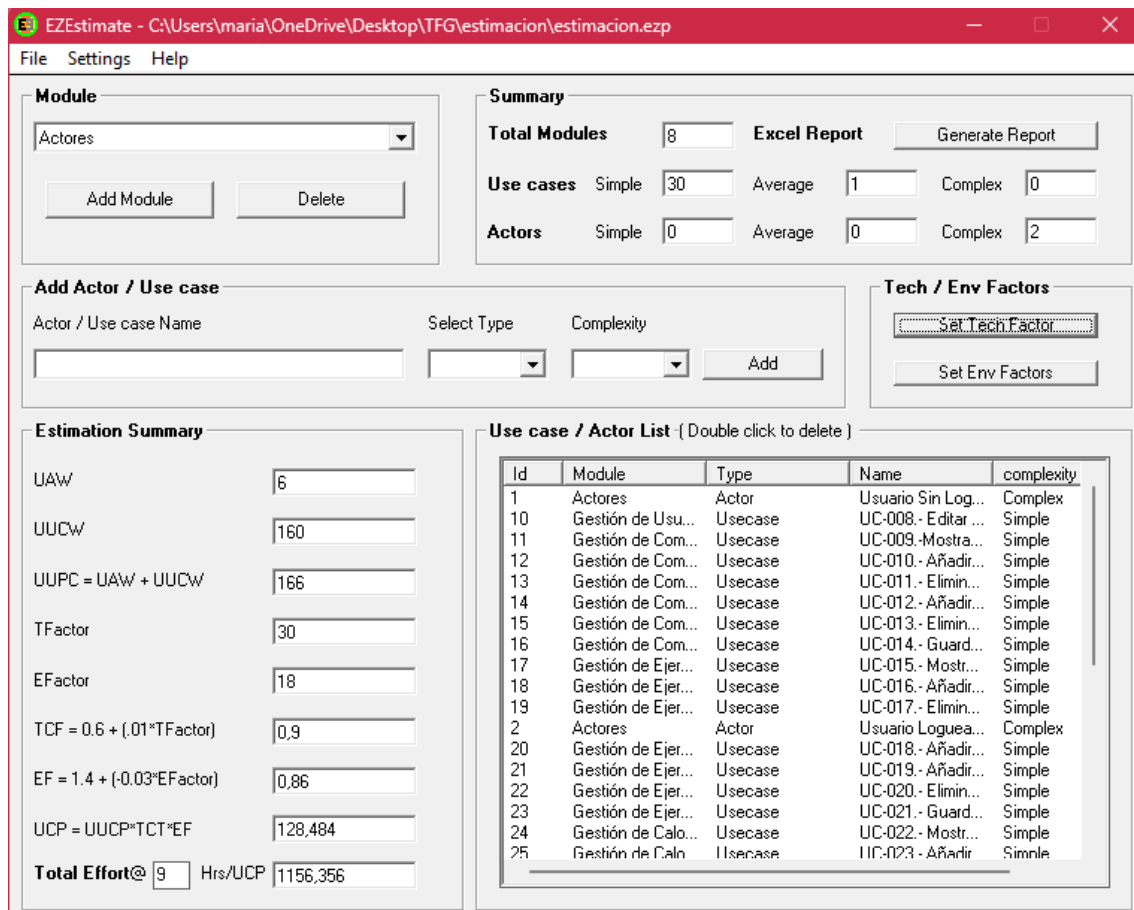 EZEstimate - C:\Users\maria\OneDrive\Desktop\TFG\estimacion\estimacion.ezp
File Settings Help
Module
Actores
Add Module Delete
Summary
Total Modules 8 Excel Report Generate Report
Use cases Simple 30 Average 1 Complex 0
Actors Simple 0 Average 0 Complex 2
Add Actor / Use case
Actor / Use case Name Select Type Complexity
Add
Tech / Env Factors
Set Tech Factor
Set Env Factors
Estimation Summary
UAW 6
UUCW 160
UUPC = UAW + UUCW 166
TFactor 30
EFactor 18
TCF = 0.6 + (.01*TFactor) 0,9
EF = 1.4 + (-0.03*EFactor) 0,86
UCP = UUCP*TCT*EF 128,484
Total Effort@ 9 Hrs/UCP 1156,356
Use case / Actor List ( Double click to delete )
Id Module Type Name complexity
1 Actores Actor Usuario Sin Log... Complex
10 Gestión de Usu... Usecase UC-008.- Editar ... Simple
11 Gestión de Com... Usecase UC-009.-Mostra... Simple
12 Gestión de Com... Usecase UC-010.- Añadir... Simple
13 Gestión de Com... Usecase UC-011.- Elimin... Simple
14 Gestión de Com... Usecase UC-012.- Añadir... Simple
15 Gestión de Com... Usecase UC-013.- Elimin... Simple
16 Gestión de Com... Usecase UC-014.- Guard... Simple
17 Gestión de Ejer... Usecase UC-015.- Mostr... Simple
18 Gestión de Ejer... Usecase UC-016.- Añadir... Simple
19 Gestión de Ejer... Usecase UC-017.- Elimin... Simple
2 Actores Actor Usuario Loguea... Complex
20 Gestión de Ejer... Usecase UC-018.- Añadir... Simple
21 Gestión de Ejer... Usecase UC-019.- Añadir... Simple
22 Gestión de Ejer... Usecase UC-020.- Elimin... Simple
23 Gestión de Ejer... Usecase UC-021.- Guard... Simple
24 Gestión de Calo... Usecase UC-022.- Mostr... Simple
25 Gestión de Calo... Usecase UC-023.- Añadir... Simple